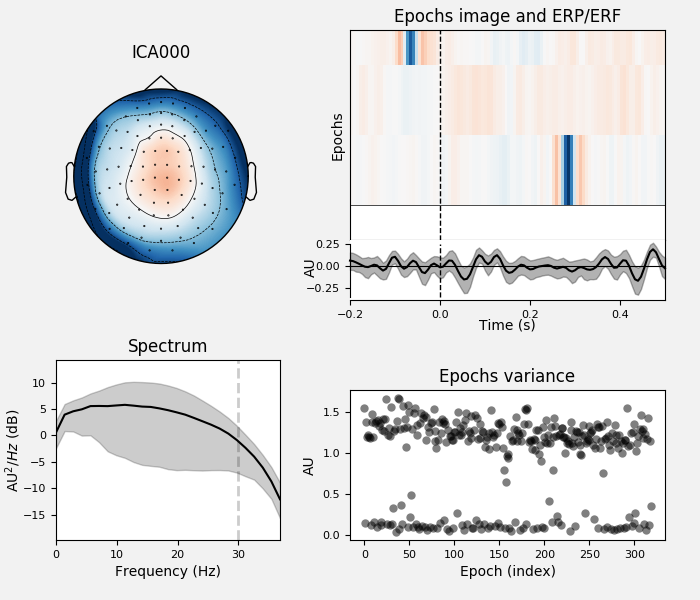 ICA000
Epochs image and ERP/ERF
Epochs
0.25
0.00
−0.25
AU
−0.2
0.0
0.2
0.4
Time (s)
Spectrum
10
5
0
−5
−10
−15
AU²/Hz (dB)
0
10
20
30
Frequency (Hz)
Epochs variance
1.5
1.0
0.5
0.0
AU
0
50
100
150
200
250
300
Epoch (index)